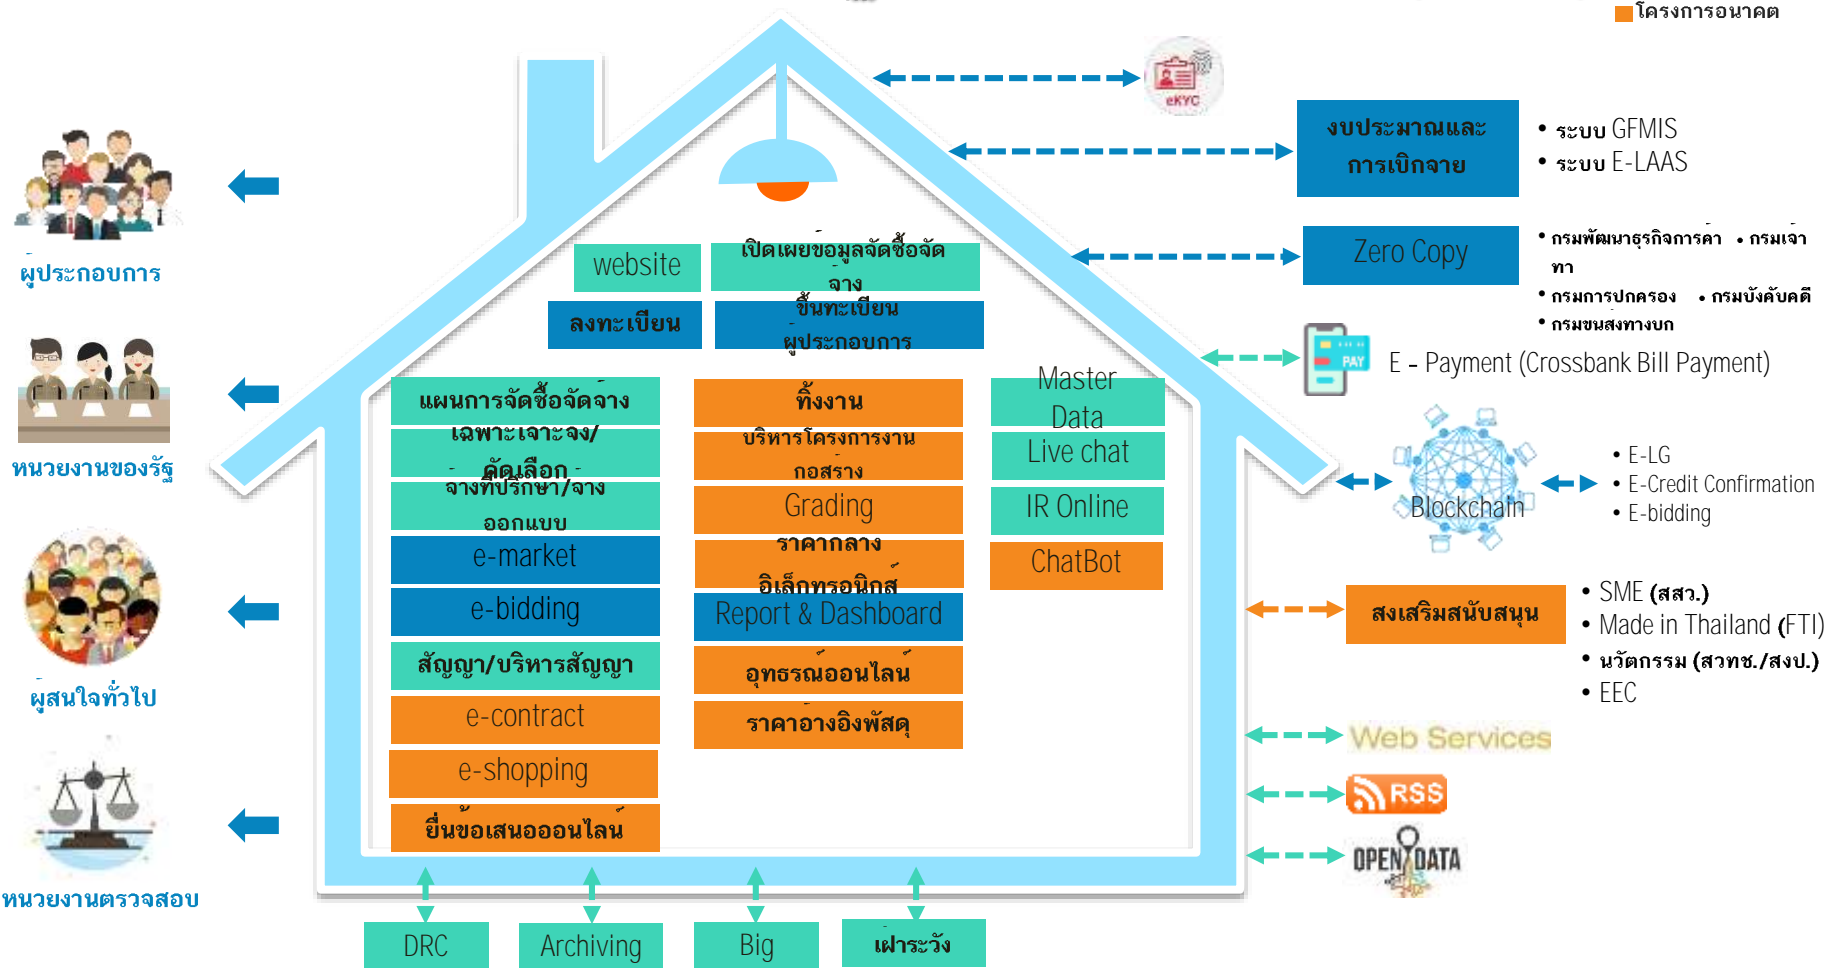 โครงการอนาคต
eKYC
งบประมาณและ
การเบิกจาย
• ระบบ GFMIS
• ระบบ E-LAAS
ผู้ประกอบการ
website
เปิดเผยข้อมูลจัดซื้อจัด
จ้าง
Zero Copy
• กรมพัฒนาธุรกิจการค้า • กรมเจ้า
ทา
• กรมการปกครอง • กรมบังคับคดี
• กรมขนส่งทางบก
ลงทะเบียน
ขึ้นทะเบียน
ผู้ประกอบการ
PAY
E - Payment (Crossbank Bill Payment)
หนวยงานของรัฐ
แผนการจัดซื้อจัดจ้าง
เฉพาะเจาะจง/
คัดเลือก
จ้างที่ปรึกษา/จ้าง
ออกแบบ
e-market
e-bidding
สัญญา/บริหารสัญญา
e-contract
e-shopping
ยื่นข้อเสนอออนไลน์
ทิ้งงาน
บริหารโครงการงาน
กอสร้าง
Grading
ราคากลาง
อิเล็กทรอนิกส์
Report & Dashboard
อุทธรณ์ออนไลน์
ราคาอ้างอิงพัสดุ
Master
Data
Live chat
IR Online
ChatBot
Blockchain
• E-LG
• E-Credit Confirmation
• E-bidding
สงเสริมสนับสนุน
• SME (สสว.)
• Made in Thailand (FTI)
• นวัตกรรม (สวทช./สงป.)
• EEC
ผู้สนใจทั่วไป
Web Services
RSS
OPEN DATA
หนวยงานตรวจสอบ
DRC
Archiving
Big
เฝ้าระวัง